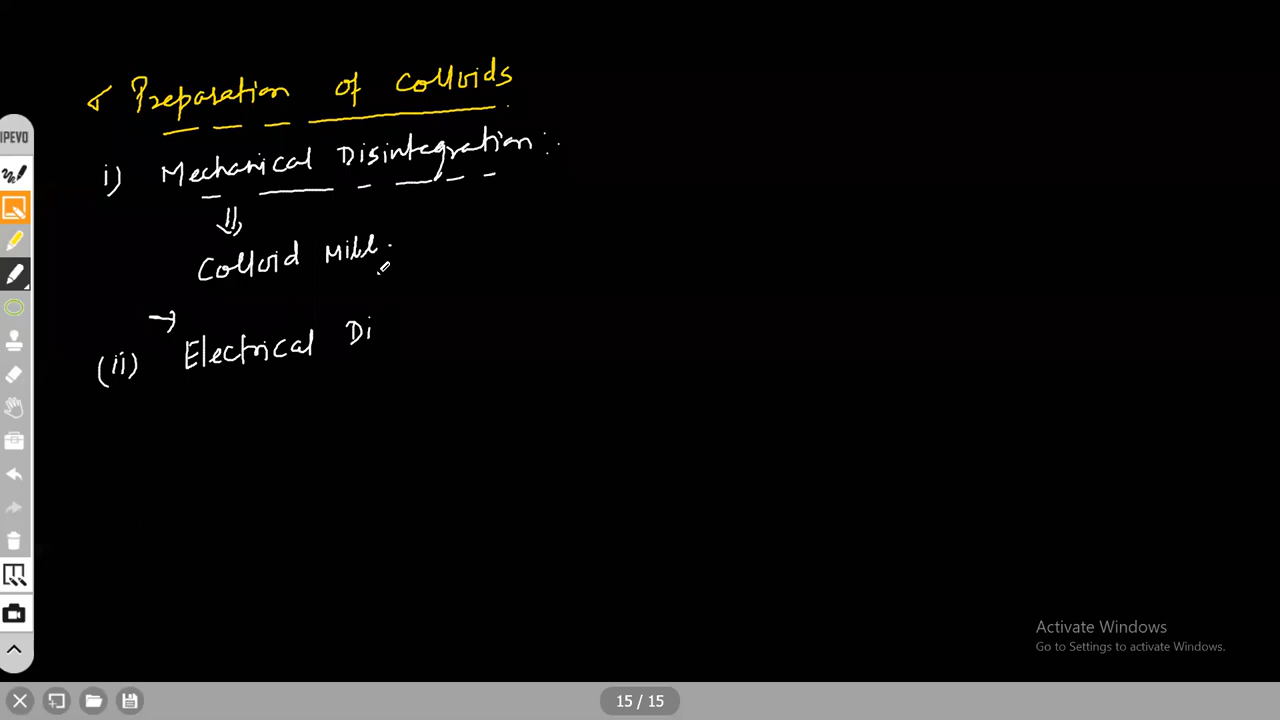 Preparation of Colloids
i) Mechanical Disintegration :
Colloid Mill.
(ii) Electrical Di
IPEVO
Activate Windows
Go to Settings to activate Windows.
15 / 15